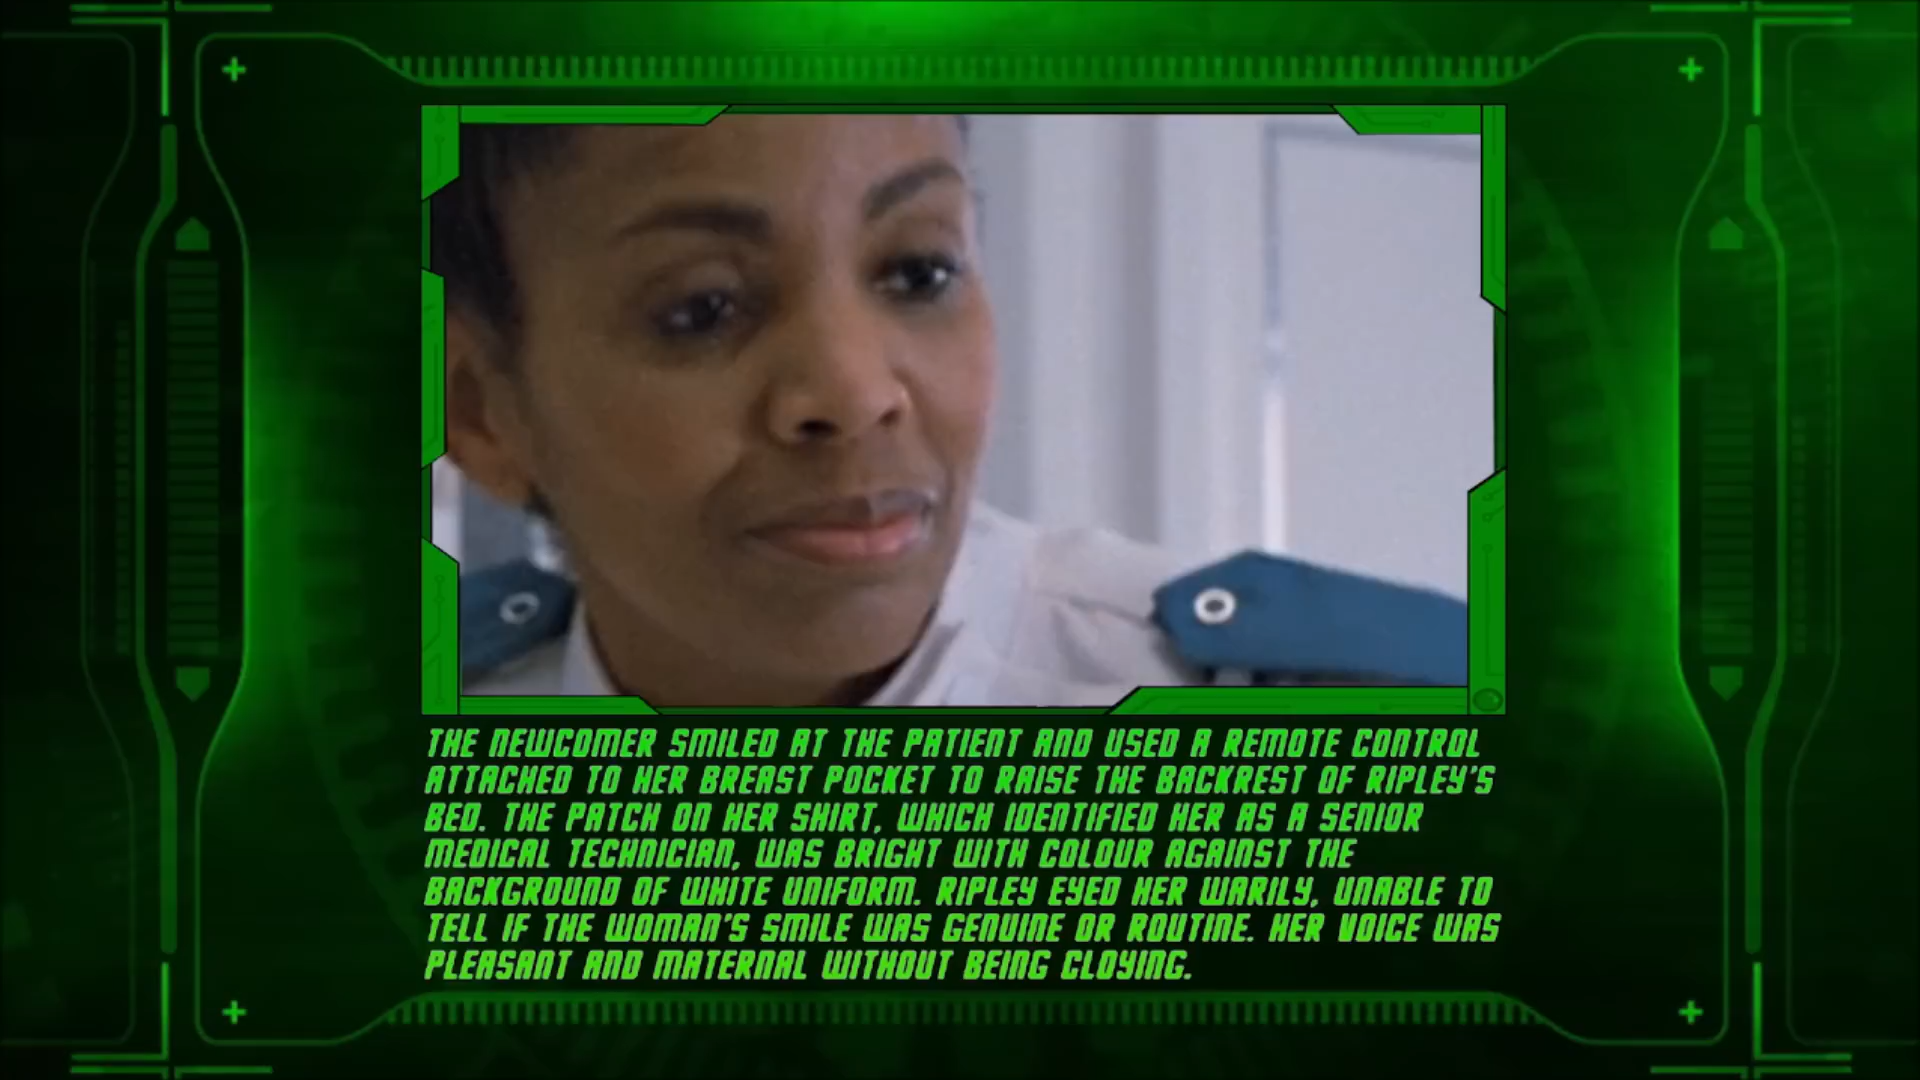 THE NEWCOMER SMILED AT THE PATIENT AND USED A REMOTE CONTROL
ATTACHED TO HER BREAST POCKET TO RAISE THE BACKREST OF RIPLEY'S
BED. THE PATCH ON HER SHIRT, WHICH IDENTIFIED HER AS A SENIOR
MEDICAL TECHNICIAN, WAS BRIGHT WITH COLOUR AGAINST THE
BACKGROUND OF WHITE UNIFORM. RIPLEY EYED HER WARILY, UNABLE TO
TELL IF THE WOMAN'S SMILE WAS GENUINE OR ROUTINE. HER VOICE WAS
PLEASANT AND MATERNAL WITHOUT BEING CLOYING.